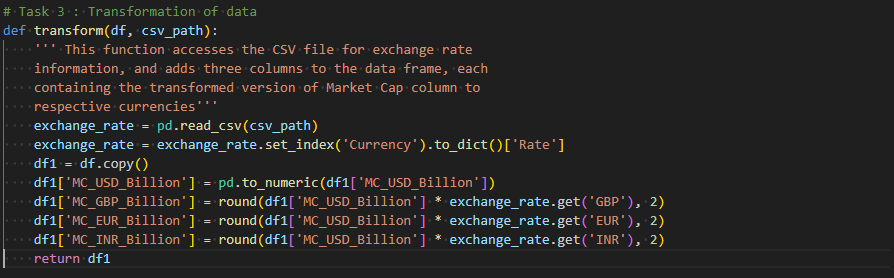 # Task 3 : Transformation of data
def transform(df, csv_path):
    ''' This function accesses the CSV file for exchange rate
    information, and adds three columns to the data frame, each
    containing the transformed version of Market Cap column to
    respective currencies'''
    exchange_rate = pd.read_csv(csv_path)
    exchange_rate = exchange_rate.set_index('Currency').to_dict()['Rate']
    df1 = df.copy()
    df1['MC_USD_Billion'] = pd.to_numeric(df1['MC_USD_Billion'])
    df1['MC_GBP_Billion'] = round(df1['MC_USD_Billion'] * exchange_rate.get('GBP'), 2)
    df1['MC_EUR_Billion'] = round(df1['MC_USD_Billion'] * exchange_rate.get('EUR'), 2)
    df1['MC_INR_Billion'] = round(df1['MC_USD_Billion'] * exchange_rate.get('INR'), 2)
    return df1